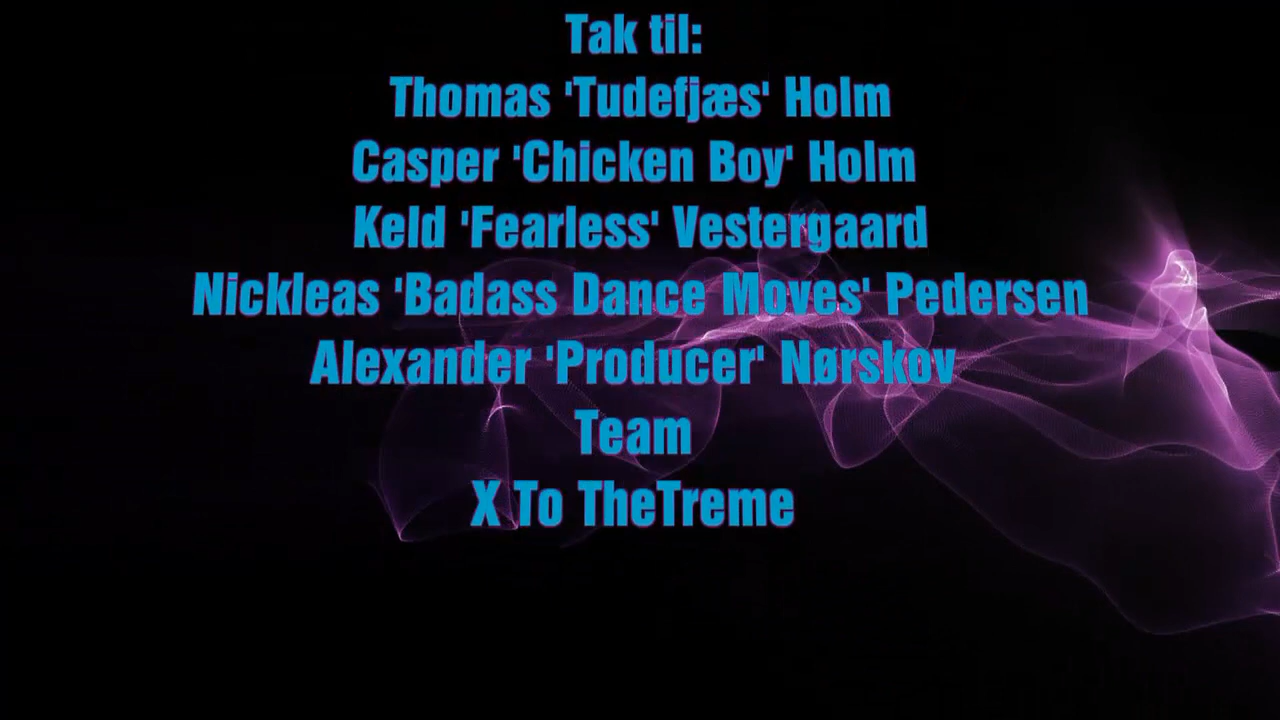 Tak til:
Thomas 'Tudefjæs' Holm
Casper 'Chicken Boy' Holm
Keld 'Fearless' Vestergaard
Nickleas 'Badass Dance Moves' Pedersen
Alexander 'Producer' Nørskov
Team
X To TheTreme